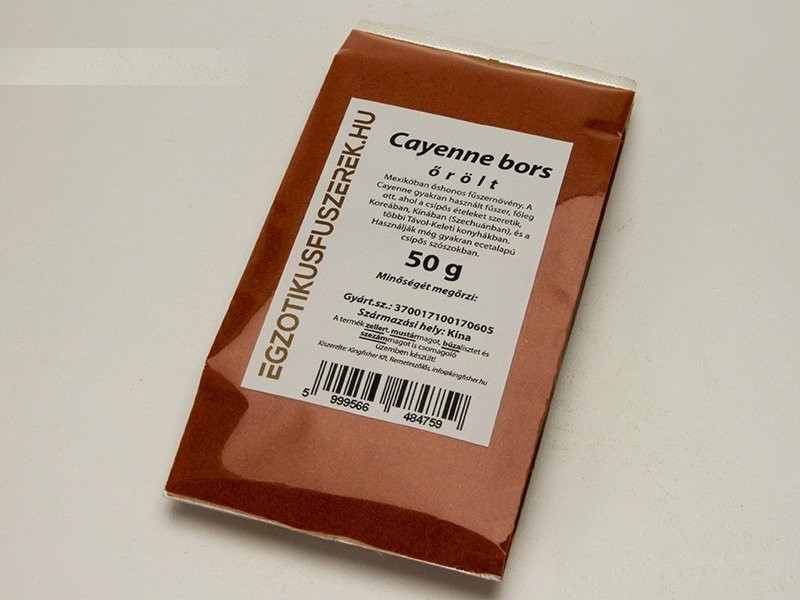 EGZOTIKUSFUSZEREK.HU
Cayenne bors
őrölt
Mexikóban őshonos fűszernövény. A
Cayenne gyakran használt fűszer, főleg
ott, ahol a csípős ételeket szeretik,
Koreában, Kínában (Szechuánban), és a
többi Távol-Keleti konyhákban.
Használják még gyakran ecetalapú
csípős szószokban.
50 g
Minőségét megőrzi:
Gyárt.sz.: 370017100170605
Származási hely: Kína
A termék zellert, mustármagot, búzalisztet és
szezámmagot is csomagoló
üzemben készült!
Kiszerelte: Kingfisher Kft, Remeteszőlős, info@kingfisher.hu
5 999566 484759